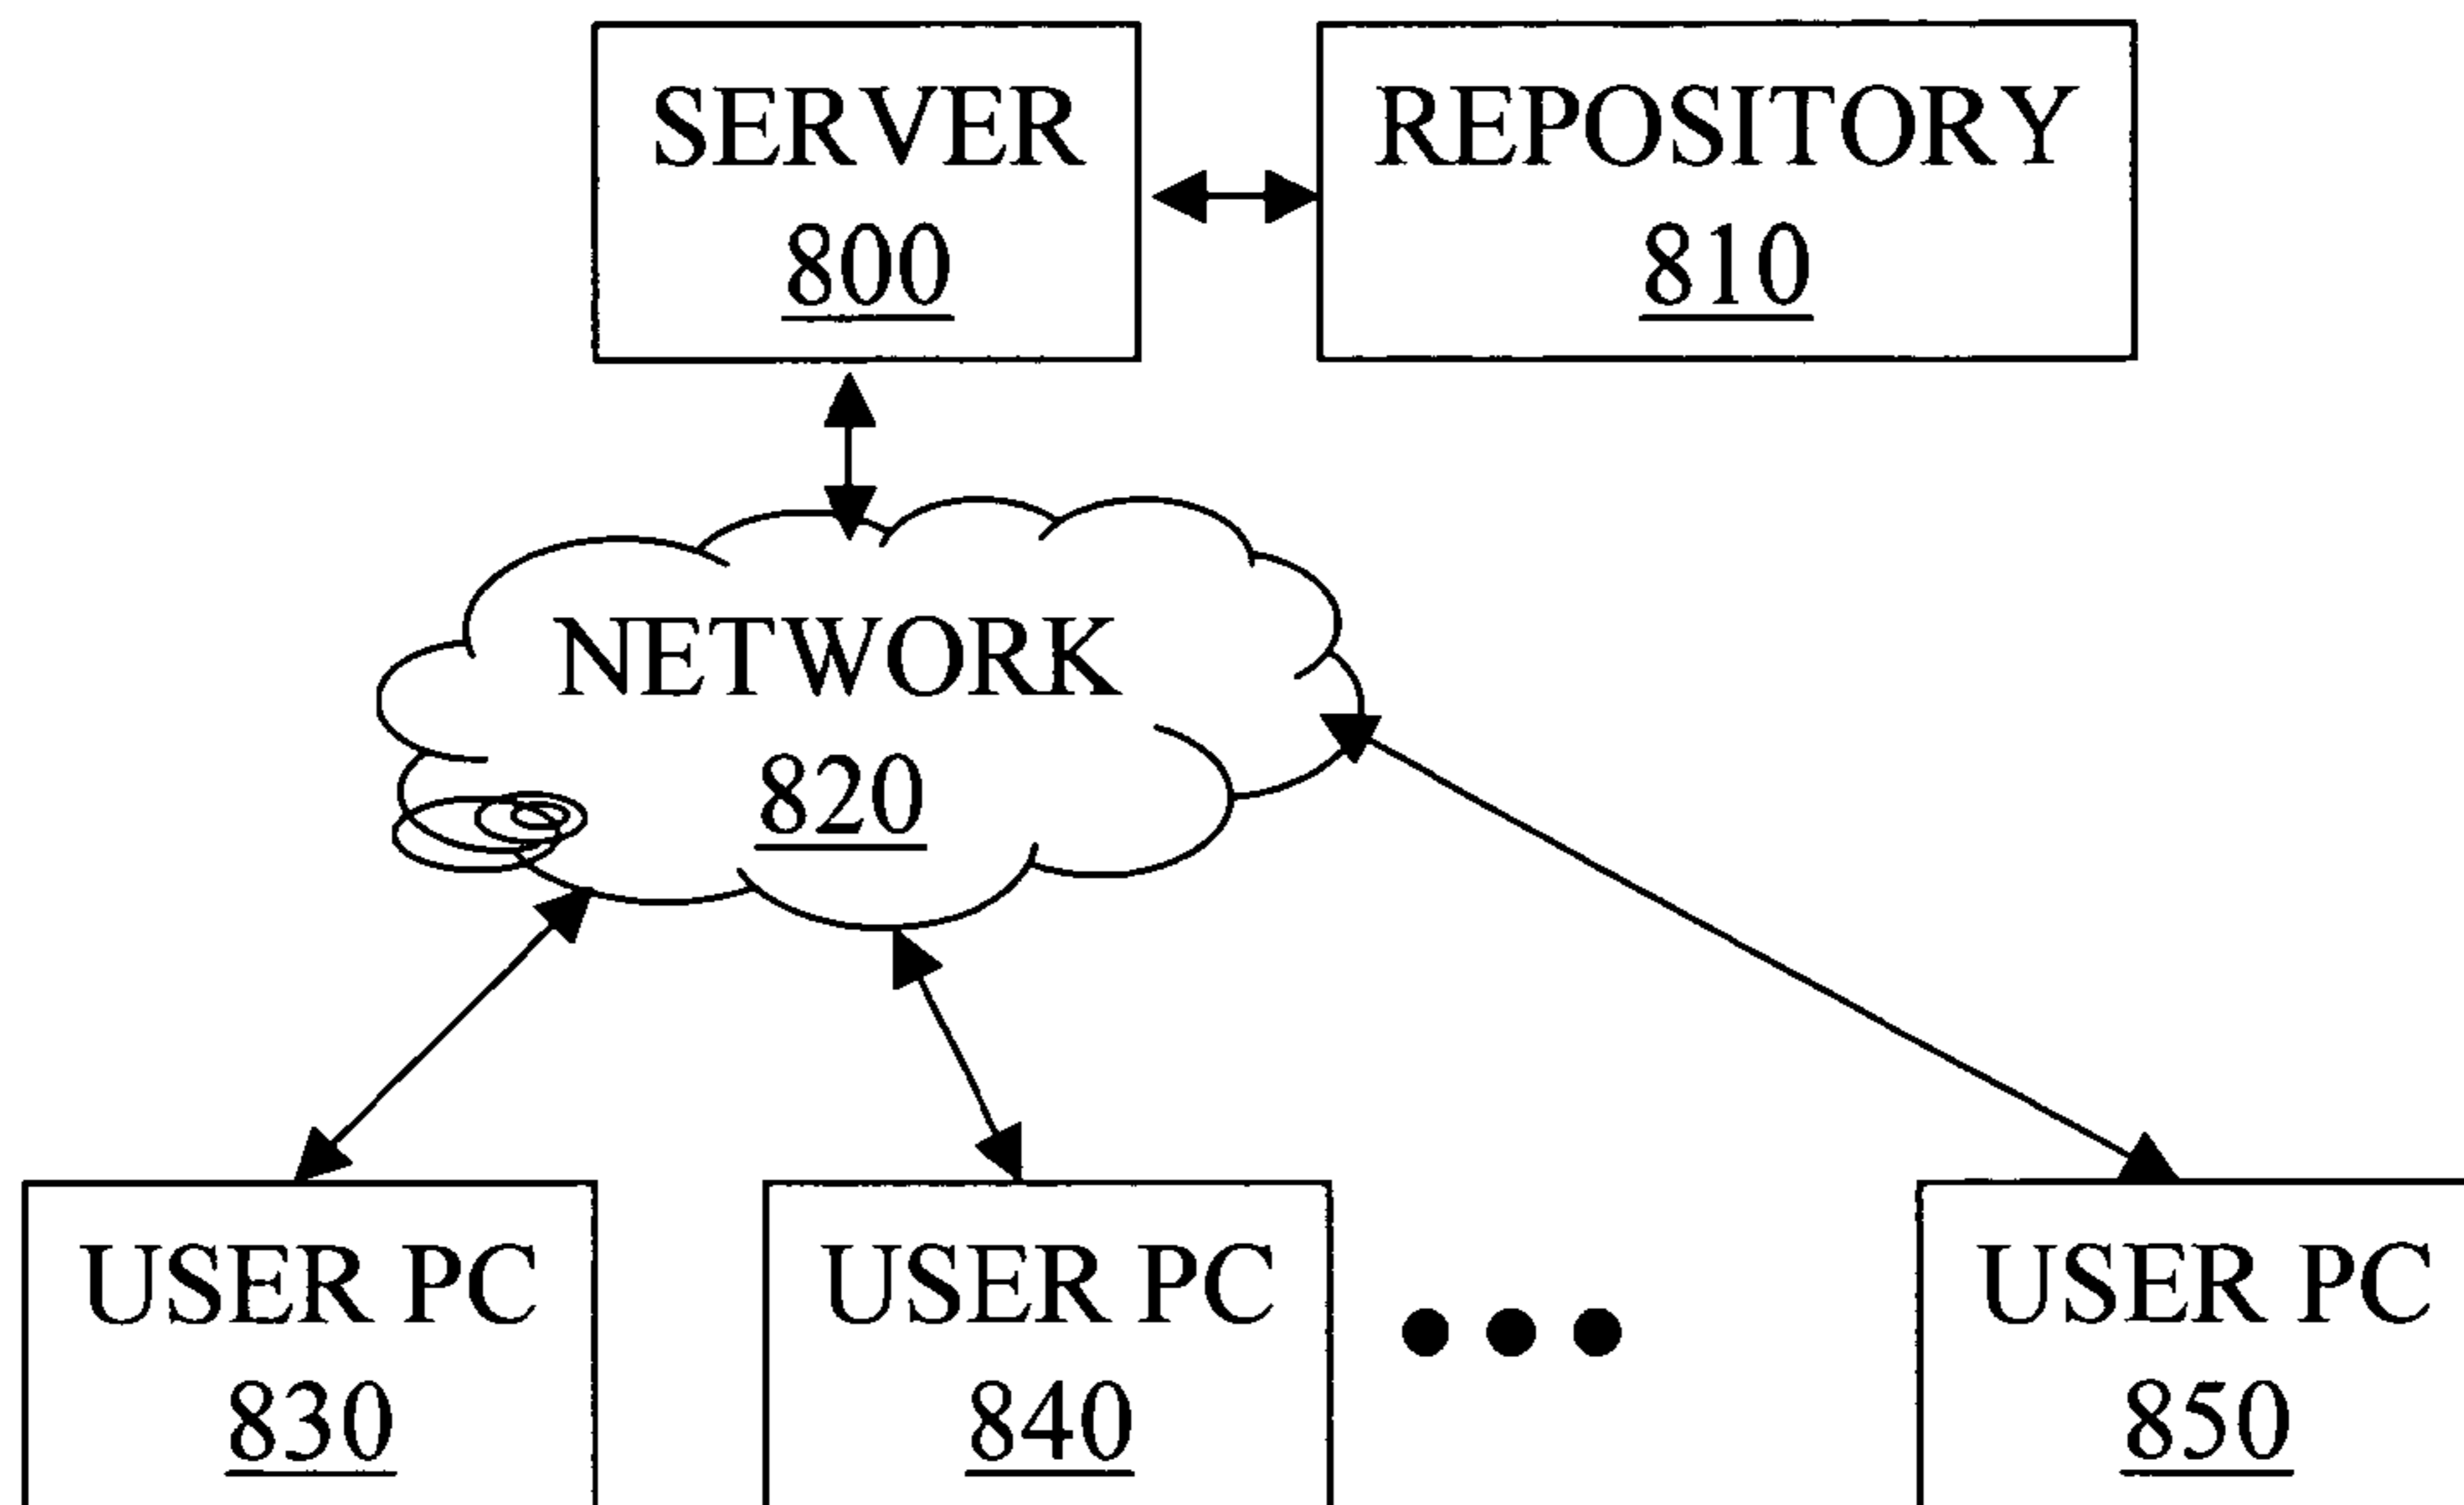 SERVER
800
REPOSITORY
810
NETWORK
820
USER PC
830
USER PC
840
USER PC
850